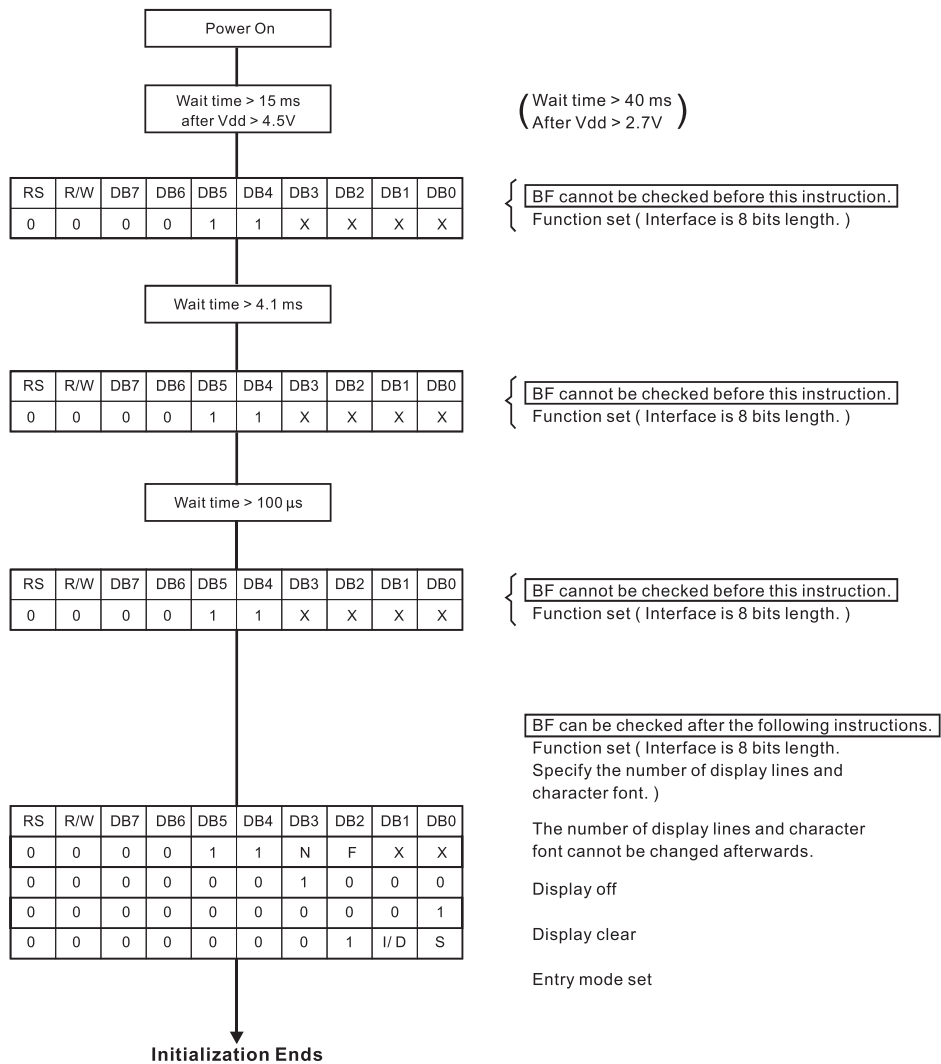 Power On
Wait time > 15 ms
after Vdd > 4.5V
(Wait time > 40 ms
After Vdd > 2.7V)
RS R/W DB7 DB6 DB5 DB4 DB3 DB2 DB1 DB0
0 0 0 0 1 1 X X X X
BF cannot be checked before this instruction.
Function set ( Interface is 8 bits length. )
Wait time > 4.1 ms
RS R/W DB7 DB6 DB5 DB4 DB3 DB2 DB1 DB0
0 0 0 0 1 1 X X X X
BF cannot be checked before this instruction.
Function set ( Interface is 8 bits length. )
Wait time > 100 µs
RS R/W DB7 DB6 DB5 DB4 DB3 DB2 DB1 DB0
0 0 0 0 1 1 X X X X
BF cannot be checked before this instruction.
Function set ( Interface is 8 bits length. )
BF can be checked after the following instructions.
Function set ( Interface is 8 bits length.
Specify the number of display lines and
character font. )
RS R/W DB7 DB6 DB5 DB4 DB3 DB2 DB1 DB0
0 0 0 0 1 1 N F X X
0 0 0 0 0 0 1 0 0 0
0 0 0 0 0 0 0 0 0 1
0 0 0 0 0 0 0 1 I/D S
The number of display lines and character
font cannot be changed afterwards.
Display off
Display clear
Entry mode set
Initialization Ends